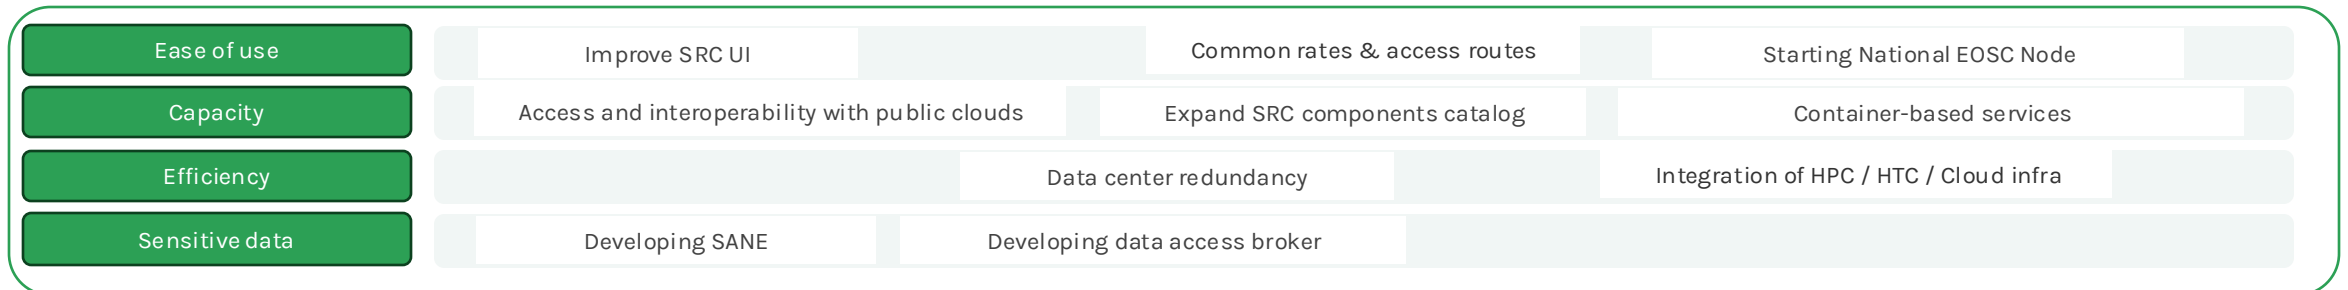 Ease of use
Improve SRC UI
Common rates & access routes
Starting National EOSC Node
Capacity
Access and interoperability with public clouds
Expand SRC components catalog
Container-based services
Efficiency
Data center redundancy
Integration of HPC / HTC / Cloud infra
Sensitive data
Developing SANE
Developing data access broker